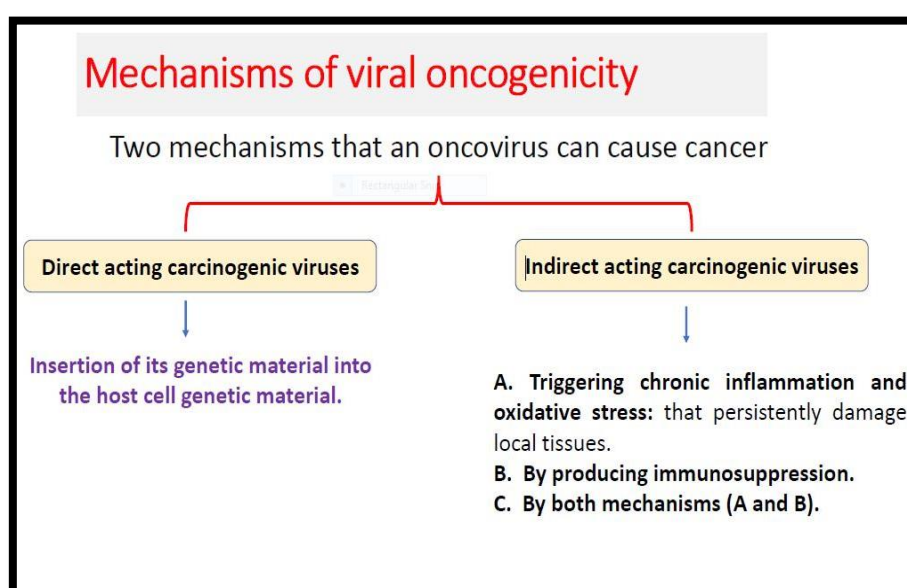 Mechanisms of viral oncogenicity
Two mechanisms that an oncovirus can cause cancer
Direct acting carcinogenic viruses
Insertion of its genetic material into
the host cell genetic material.
Indirect acting carcinogenic viruses
A. Triggering chronic inflammation and
oxidative stress: that persistently damage
local tissues.
B. By producing immunosuppression.
C. By both mechanisms (A and B).